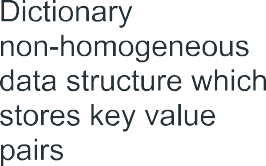 Dictionary
non-homogeneous
data structure which
stores key value
pairs